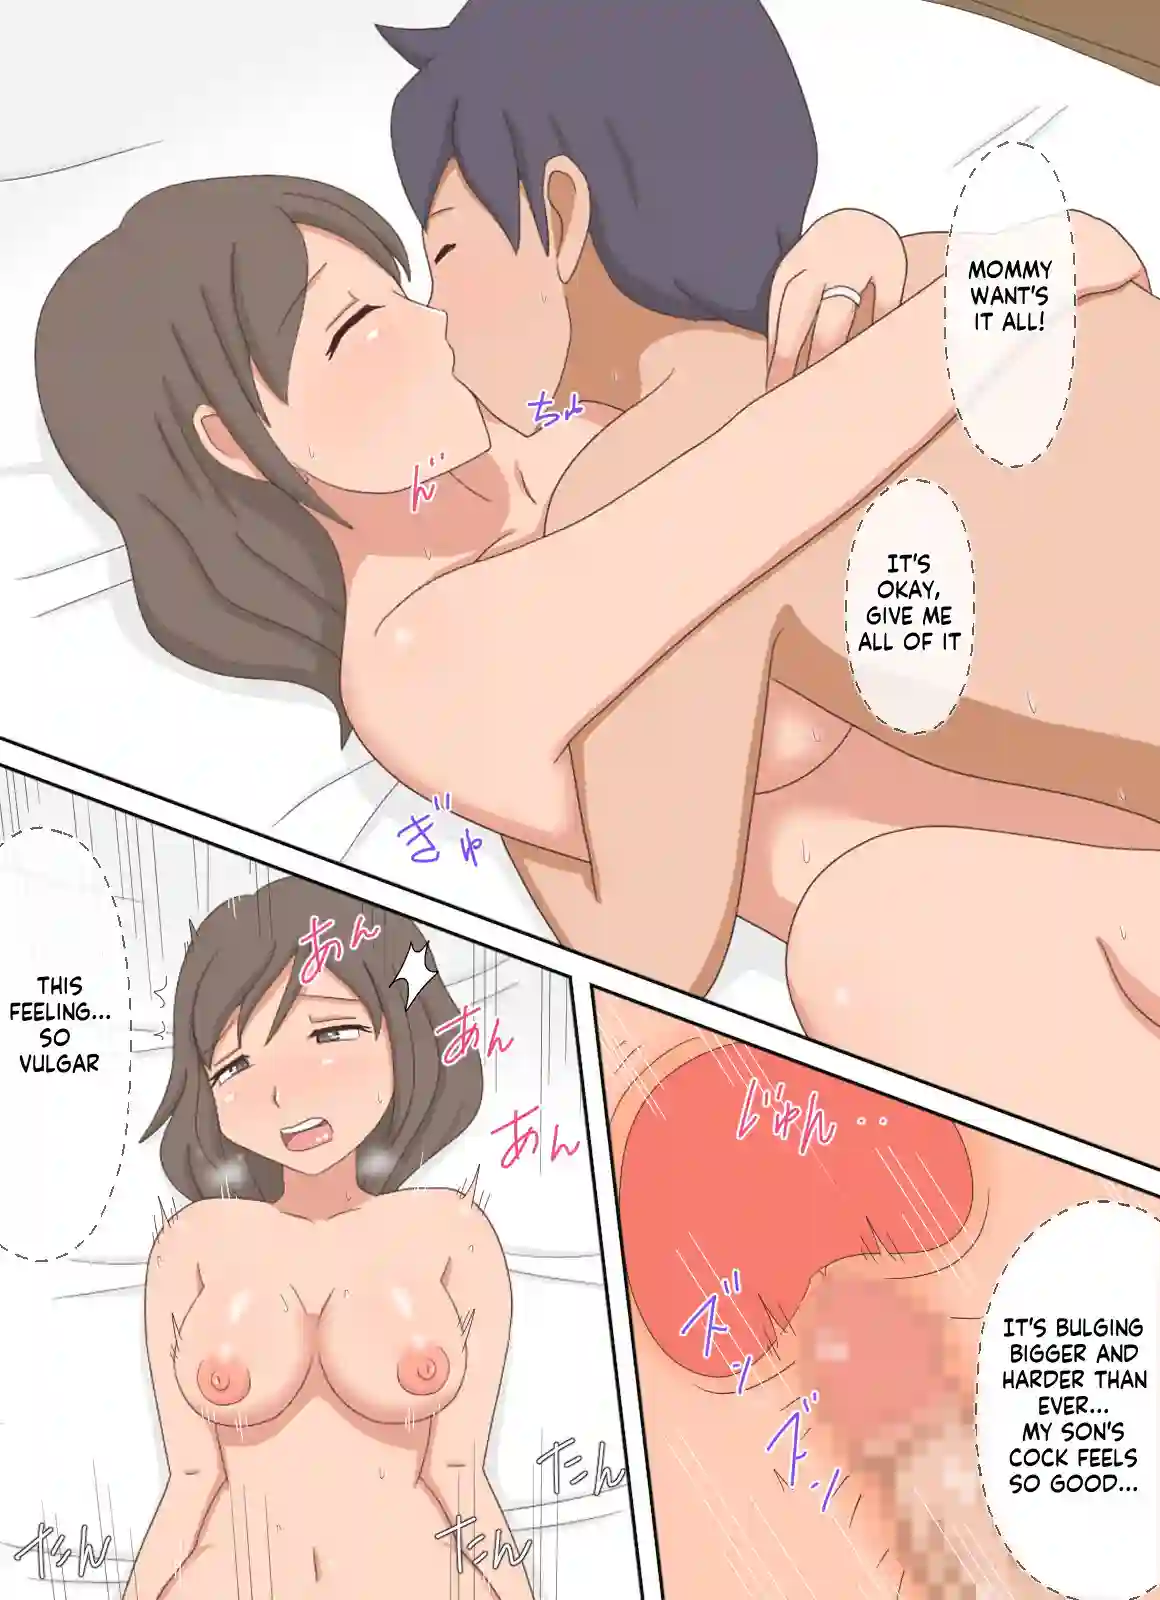 MOMMY
WANT'S
IT ALL!
IT'S
OKAY,
GIVE ME
ALL OF IT
ちゅ
ん゛
ぎゅ
THIS
FEELING...
SO
VULGAR
あん
あん
あん
たん
たん
たん
じゅん‥
ズン
ズン
IT'S BULGING
BIGGER AND
HARDER THAN
EVER...
MY SON'S
COCK FEELS
SO GOOD...